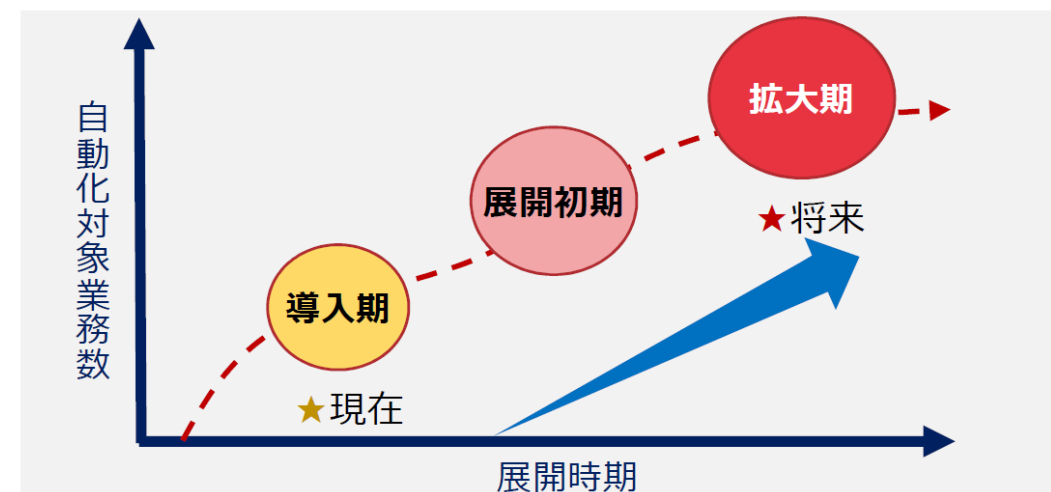 自動化対象業務数
拡大期
展開初期
★将来
導入期
★現在
展開時期